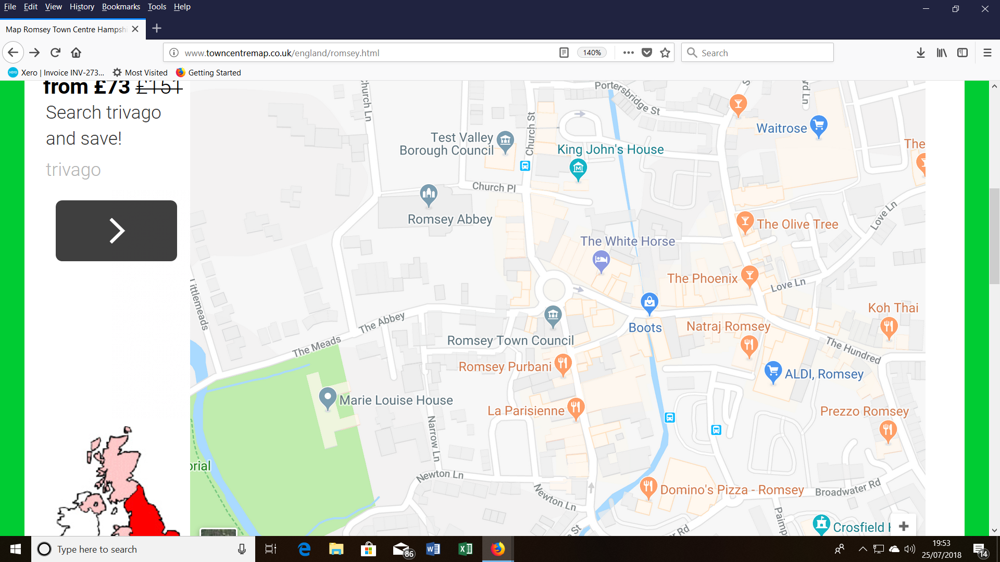 File Edit View History Bookmarks Tools Help
Map Romsey Town Centre Hampshi
www.towncentremap.co.uk/england/romsey.html
140%
Search
Xero | Invoice INV-273...
Most Visited
Getting Started
from £73 £151
Search trivago
and save!
trivago
Church Ln
Church St
Portersbridge St
rd Ln
Waitrose
Test Valley
Borough Council
King John's House
The
Church Pl
Romsey Abbey
Love Ln
The Olive Tree
The White Horse
The Phoenix
Love Ln
Littlemeads
The Abbey
The Meads
Koh Thai
Boots
Natraj Romsey
Romsey Town Council
The Hundred
Romsey Purbani
ALDI, Romsey
Marie Louise House
La Parisienne
Prezzo Romsey
Narrow Ln
orial
Newton Ln
Newton Ln
Domino's Pizza - Romsey
Broadwater Rd
Paimp
Crosfield H
St
er Rd
Type here to search
86
19:53
25/07/2018
14